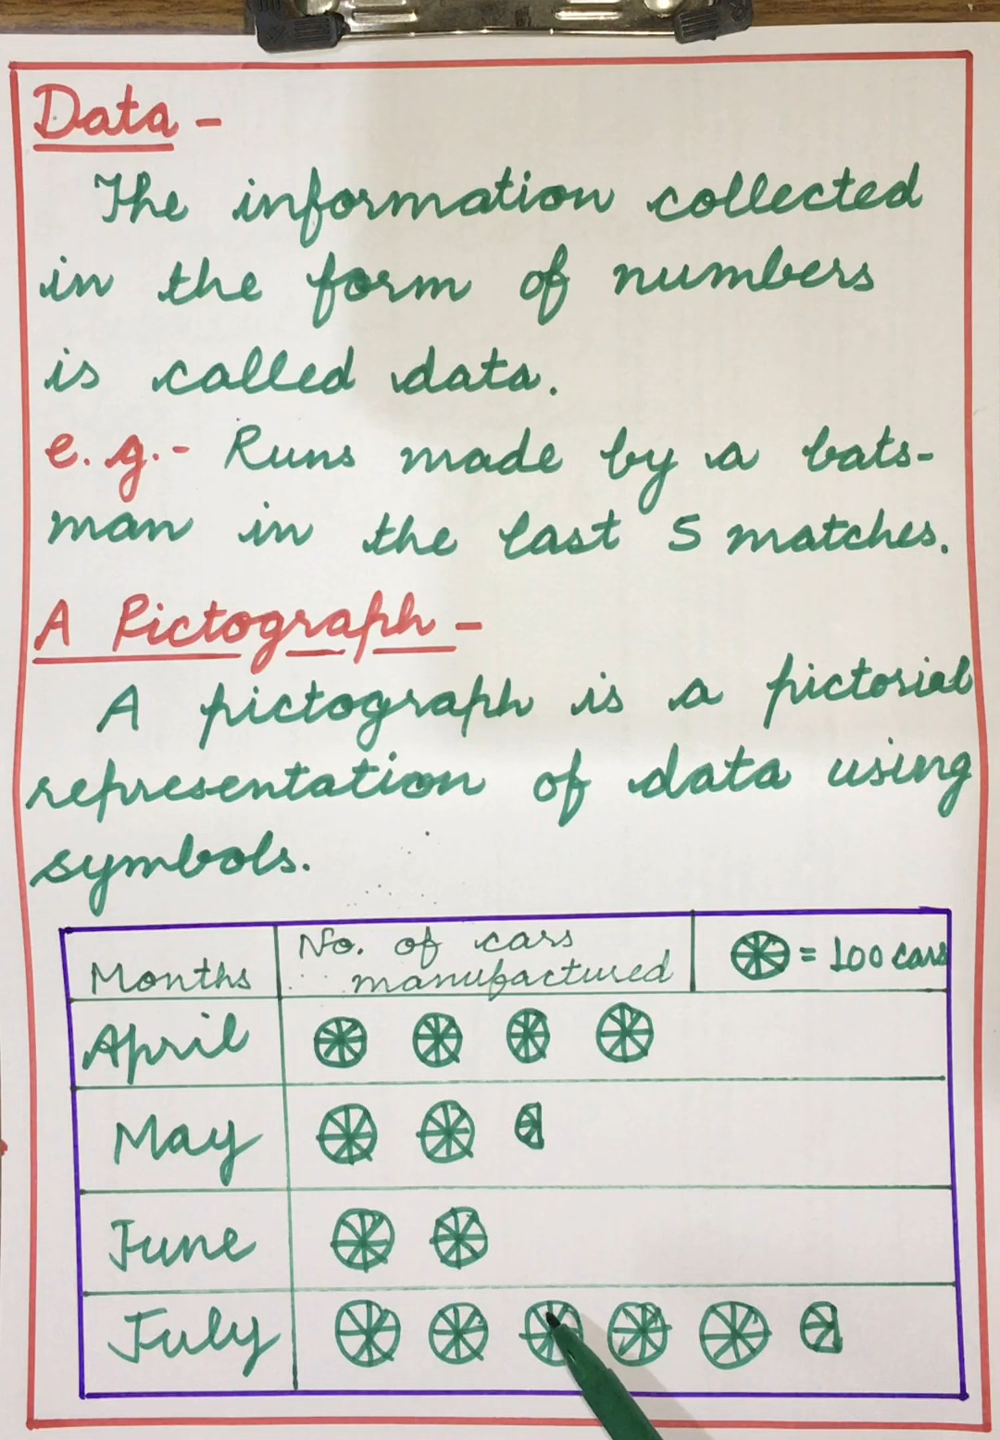 Data -
The information collected
in the form of numbers
is called data.
e.g.- Runs made by a bats-
man in the last 5 matches.
A Pictograph -
A pictograph is a pictorial
representation of data using
symbols.
Months
No. of cars
manufactured
= 100 cars
April
May
June
July